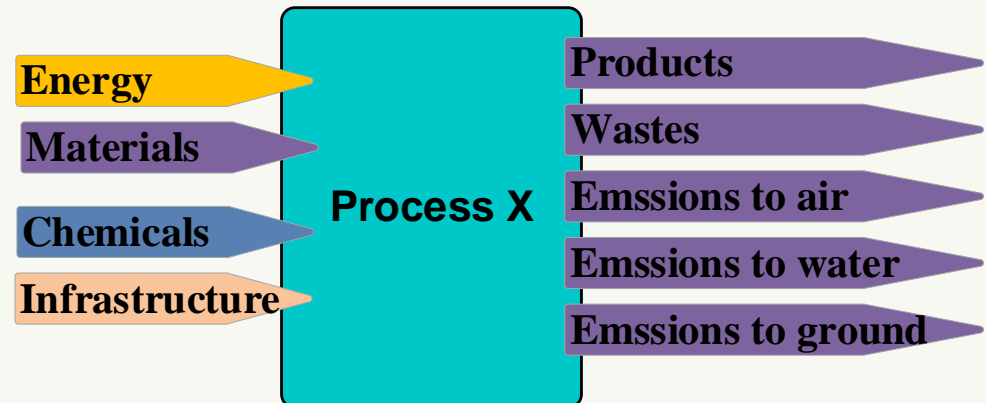 Energy
Materials
Chemicals
Infrastructure
Process X
Products
Wastes
Emssions to air
Emssions to water
Emssions to ground